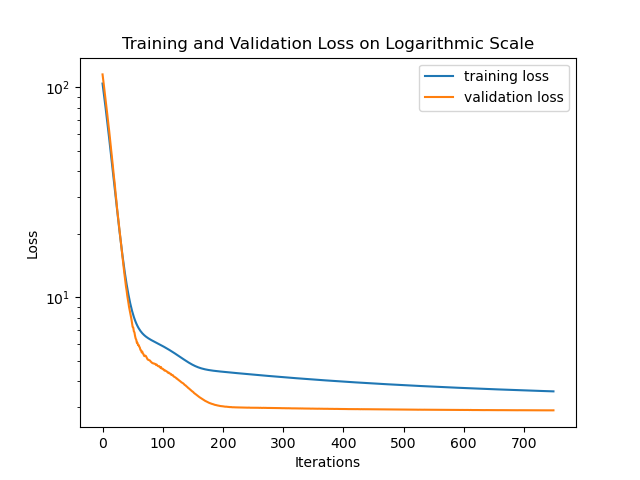 Training and Validation Loss on Logarithmic Scale
training loss
validation loss
10²
10¹
Loss
0 100 200 300 400 500 600 700
Iterations